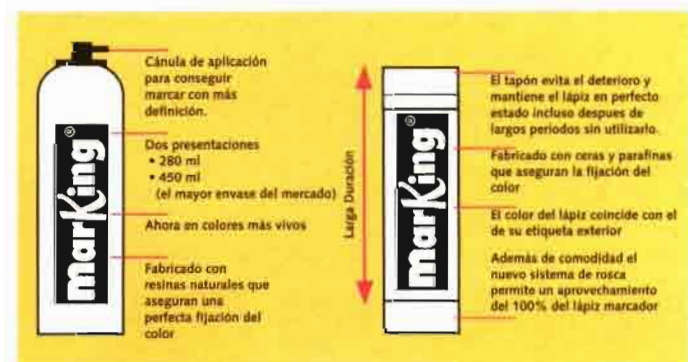 marKing®
Cánula de aplicación
para conseguir
marcar con más
definición.
Dos presentaciones
• 280 ml
• 450 ml
(el mayor envase del mercado)
Ahora en colores más vivos
Fabricado con
resinas naturales que
aseguran una
perfecta fijación del
color
Larga Duración
marKing®
El tapón evita el deterioro y
mantiene el lápiz en perfecto
estado incluso despues de
largos periodos sin utilizarlo.
Fabricado con ceras y parafinas
que aseguran la fijación del
color
El color del lápiz coincide con el
de su etiqueta exterior
Además de comodidad el
nuevo sistema de rosca
permito un aprovechamiento
del 100% del lápiz marcador